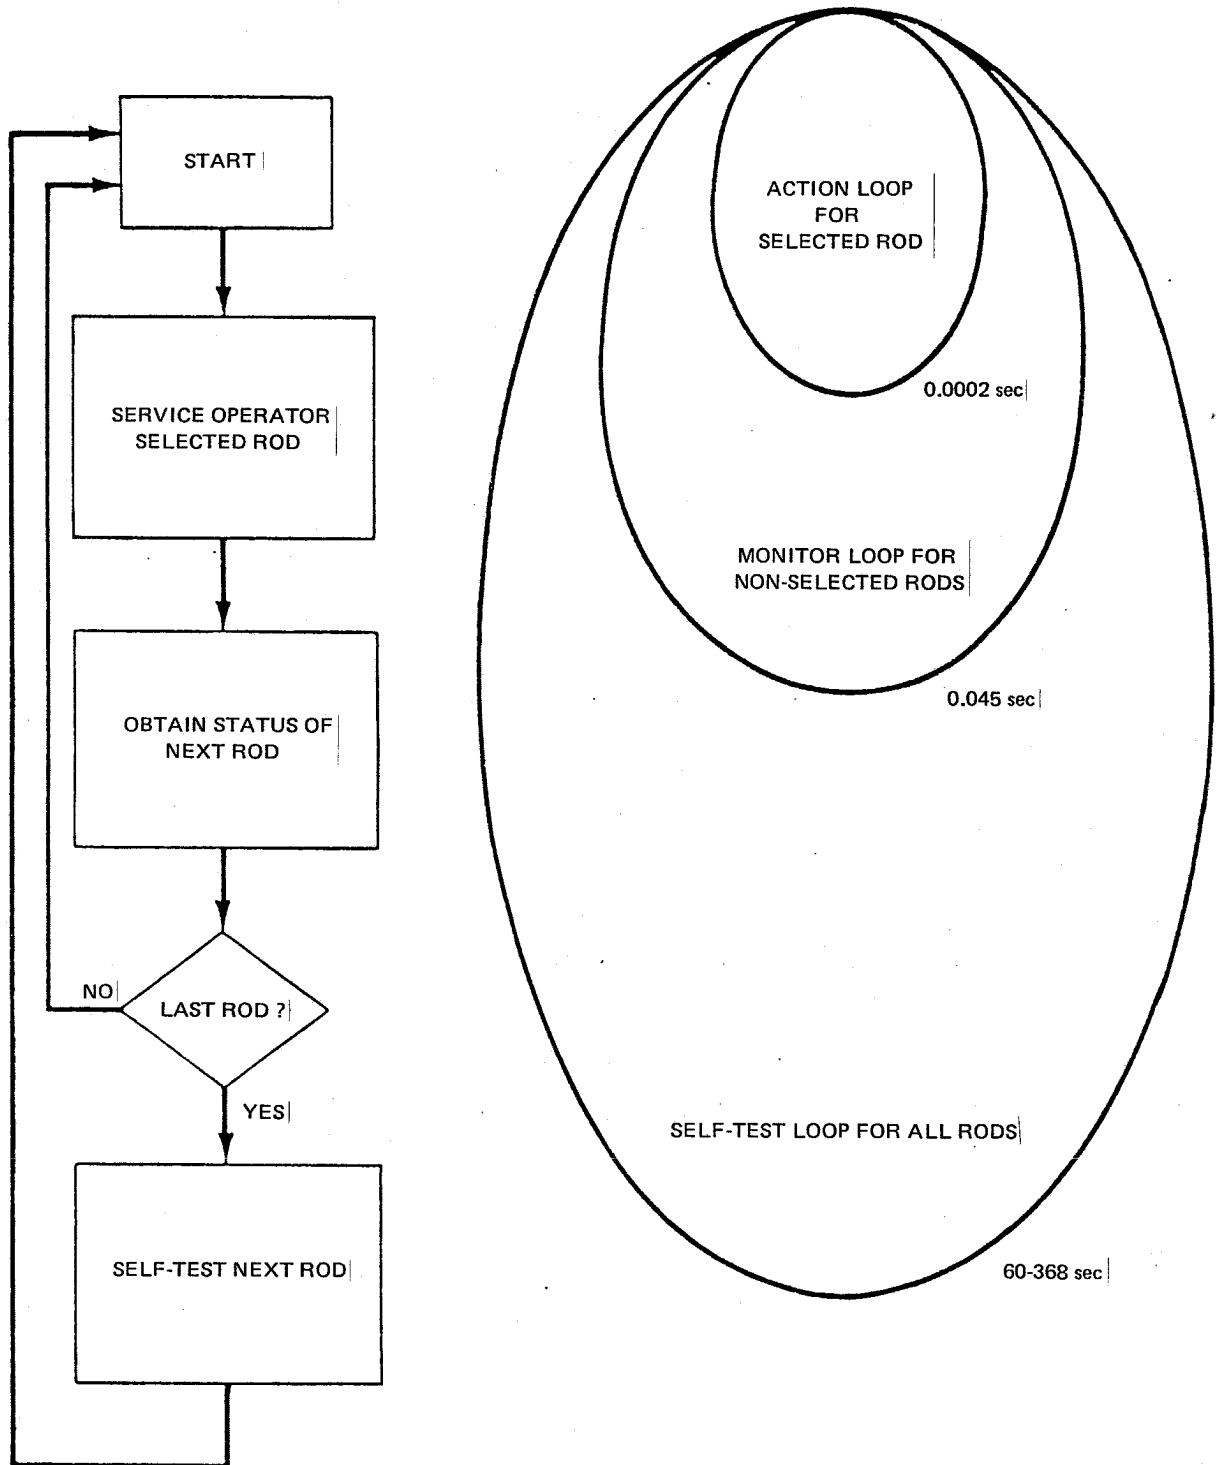 START
SERVICE OPERATOR
SELECTED ROD
OBTAIN STATUS OF
NEXT ROD
NO
LAST ROD ?
YES
SELF-TEST NEXT ROD
ACTION LOOP
FOR
SELECTED ROD
0.0002 sec
MONITOR LOOP FOR
NON-SELECTED RODS
0.045 sec
SELF-TEST LOOP FOR ALL RODS
60-368 sec